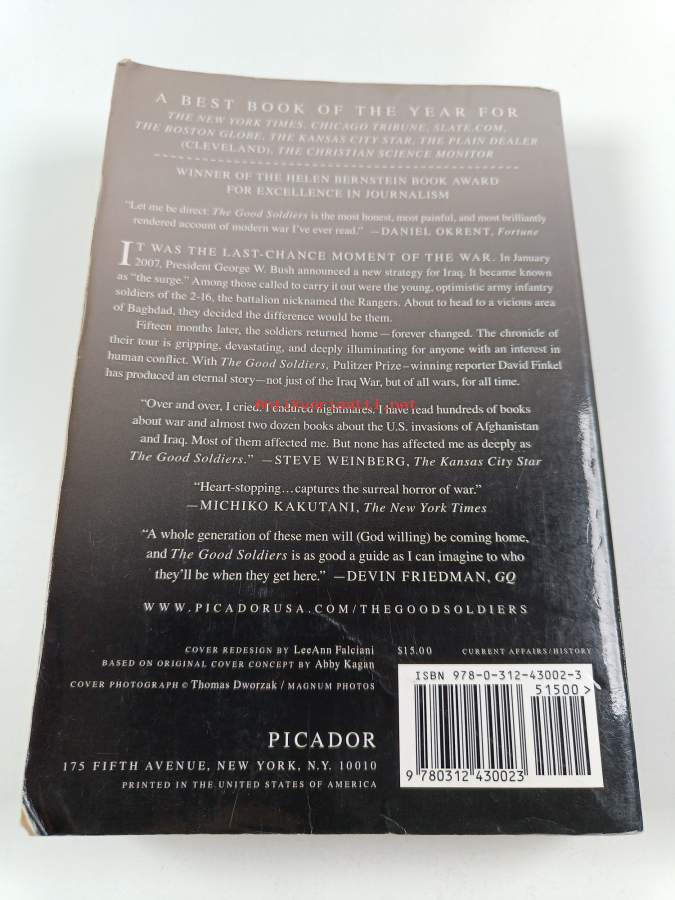 A BEST BOOK OF THE YEAR FOR
THE NEW YORK TIMES, CHICAGO TRIBUNE, SLATE.COM,
THE BOSTON GLOBE, THE KANSAS CITY STAR, THE PLAIN DEALER
(CLEVELAND), THE CHRISTIAN SCIENCE MONITOR
WINNER OF THE HELEN BERNSTEIN BOOK AWARD
FOR EXCELLENCE IN JOURNALISM
“Let me be direct: The Good Soldiers is the most honest, most painful, and most brilliantly
rendered account of modern war I've ever read.” —DANIEL OKRENT, Fortune
IT WAS THE LAST-CHANCE MOMENT OF THE WAR. In January
2007, President George W. Bush announced a new strategy for Iraq. It became known
as “the surge.” Among those called to carry it out were the young, optimistic army infantry
soldiers of the 2-16, the battalion nicknamed the Rangers. About to head to a vicious area
of Baghdad, they decided the difference would be them.
Fifteen months later, the soldiers returned home—forever changed. The chronicle of
their tour is gripping, devastating, and deeply illuminating for anyone with an interest in
human conflict. With The Good Soldiers, Pulitzer Prize–winning reporter David Finkel
has produced an eternal story—not just of the Iraq War, but of all wars, for all time.
“Over and over, I cried. I endured nightmares. I have read hundreds of books
antikvariaatti.net
about war and almost two dozen books about the U.S. invasions of Afghanistan
and Iraq. Most of them affected me. But none has affected me as deeply as
The Good Soldiers.” —STEVE WEINBERG, The Kansas City Star
“Heart-stopping…captures the surreal horror of war.”
—MICHIKO KAKUTANI, The New York Times
“A whole generation of these men will (God willing) be coming home,
and The Good Soldiers is as good a guide as I can imagine to who
they'll be when they get here.” —DEVIN FRIEDMAN, GQ
WWW.PICADORUSA.COM/THEGOODSOLDIERS
COVER REDESIGN BY LeeAnn Falciani $15.00 CURRENT AFFAIRS/HISTORY
BASED ON ORIGINAL COVER CONCEPT BY Abby Kagan
COVER PHOTOGRAPH © Thomas Dworzak / MAGNUM PHOTOS
ISBN 978-0-312-43002-3
51500>
9 780312 430023
PICADOR
175 FIFTH AVENUE, NEW YORK, N.Y. 10010
PRINTED IN THE UNITED STATES OF AMERICA